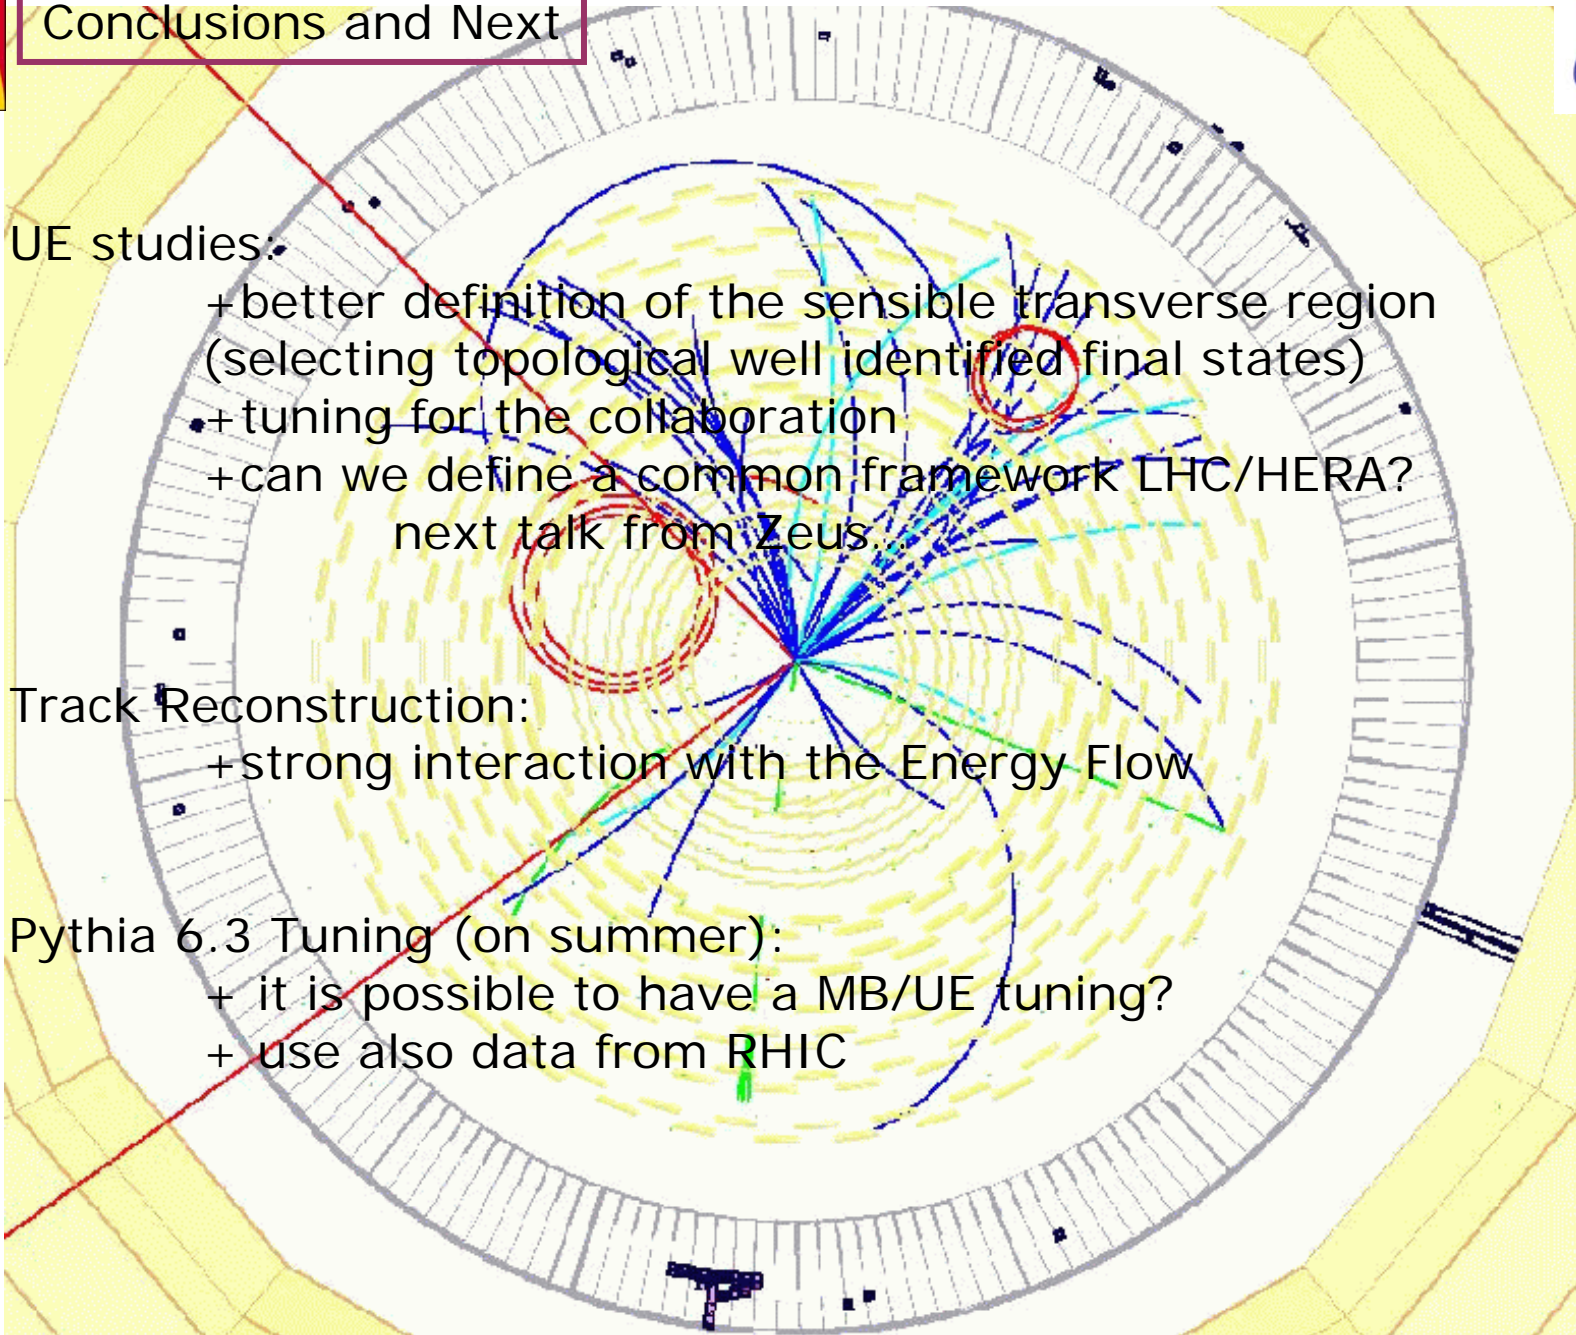 Conclusions and Next
UE studies:
+better definition of the sensible transverse region
(selecting topological well identified final states)
+tuning for the collaboration
+can we define a common framework LHC/HERA?
next talk from Zeus...
Track Reconstruction:
+strong interaction with the Energy Flow
Pythia 6.3 Tuning (on summer):
+ it is possible to have a MB/UE tuning?
+ use also data from RHIC